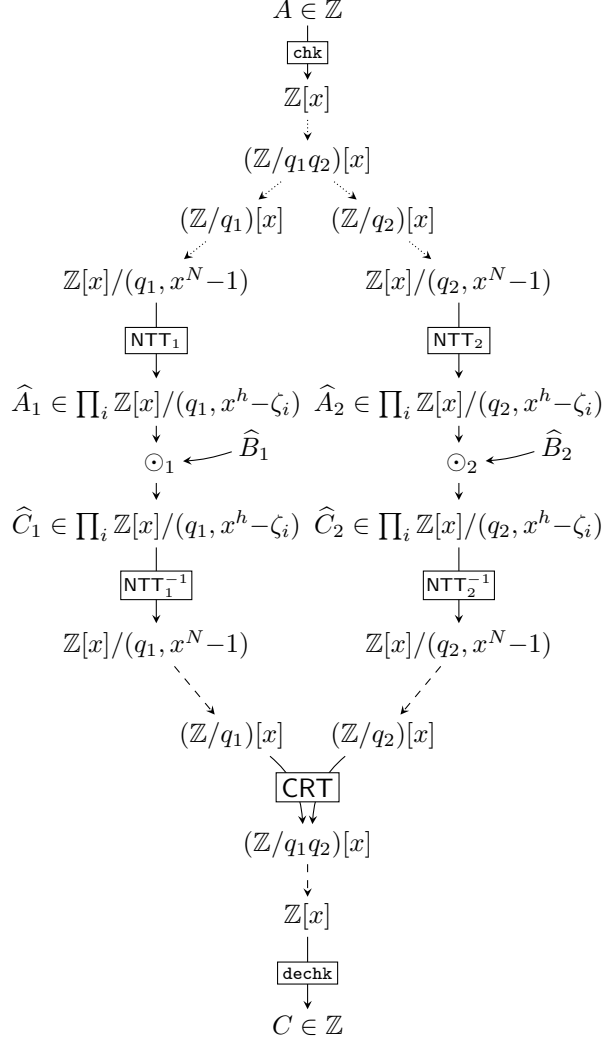 A ∈ ℤ
chk
ℤ[x]
(ℤ/q₁q₂)[x]
(ℤ/q₁)[x] (ℤ/q₂)[x]
ℤ[x]/(q₁, x^N−1) ℤ[x]/(q₂, x^N−1)
NTT₁ NTT₂
Â₁ ∈ ∏ᵢ ℤ[x]/(q₁, x^h−ζᵢ) Â₂ ∈ ∏ᵢ ℤ[x]/(q₂, x^h−ζᵢ)
⊙₁ B̂₁ ⊙₂ B̂₂
Ĉ₁ ∈ ∏ᵢ ℤ[x]/(q₁, x^h−ζᵢ) Ĉ₂ ∈ ∏ᵢ ℤ[x]/(q₂, x^h−ζᵢ)
NTT₁⁻¹ NTT₂⁻¹
ℤ[x]/(q₁, x^N−1) ℤ[x]/(q₂, x^N−1)
(ℤ/q₁)[x] (ℤ/q₂)[x]
CRT
(ℤ/q₁q₂)[x]
ℤ[x]
dechk
C ∈ ℤ